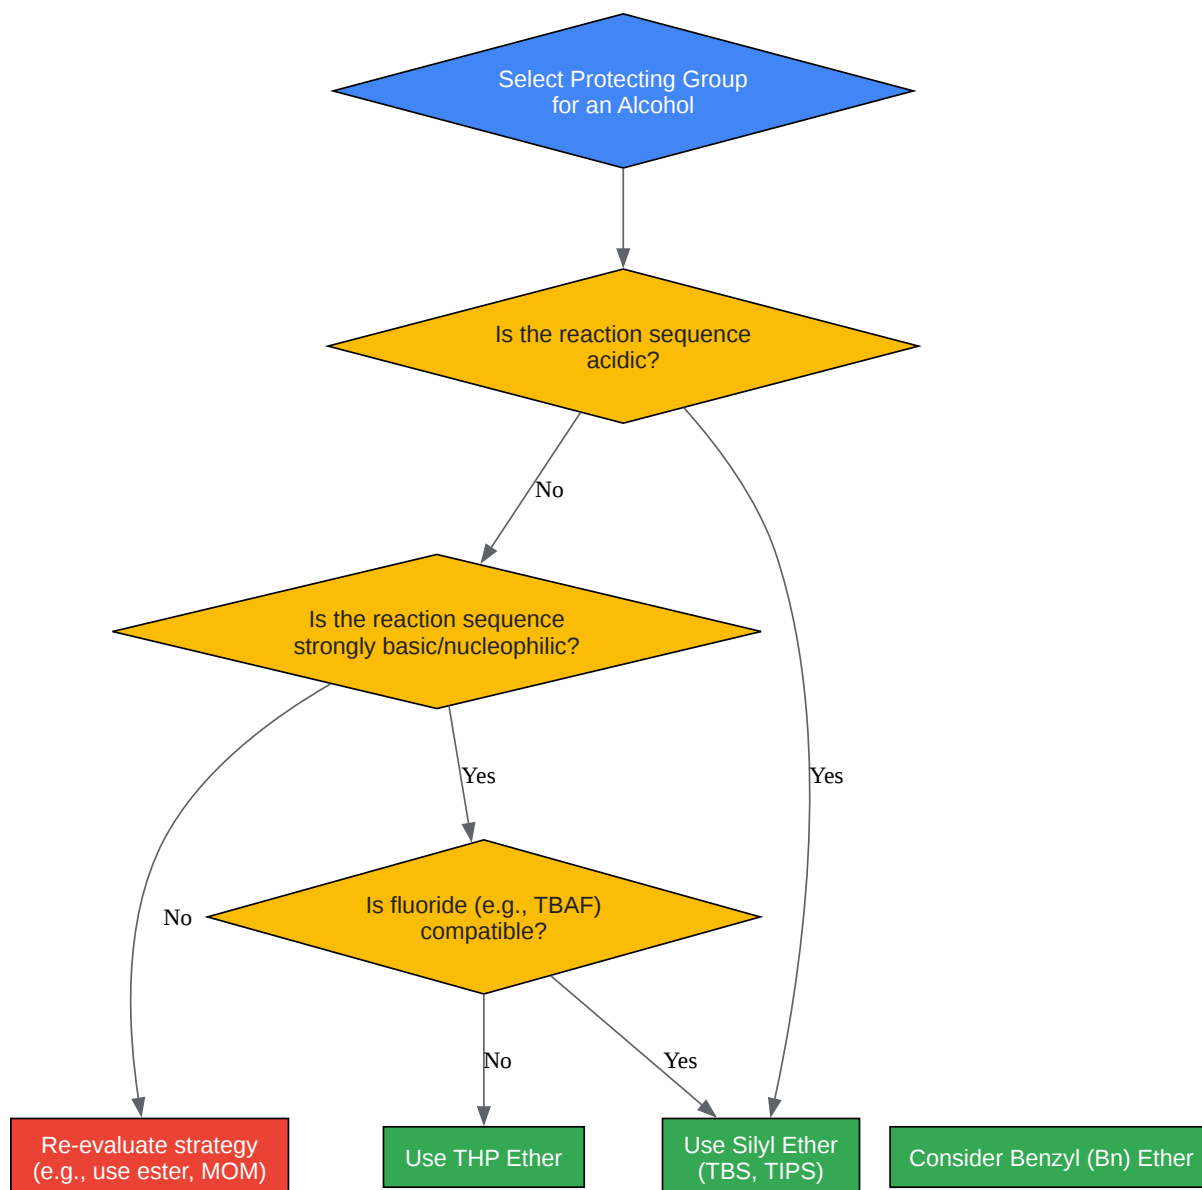 Select Protecting Group
for an Alcohol
Is the reaction sequence
acidic?
No
Is the reaction sequence
strongly basic/nucleophilic?
Yes
Yes
Is fluoride (e.g., TBAF)
compatible?
No
No
Yes
Re-evaluate strategy
(e.g., use ester, MOM)
Use THP Ether
Use Silyl Ether
(TBS, TIPS)
Consider Benzyl (Bn) Ether